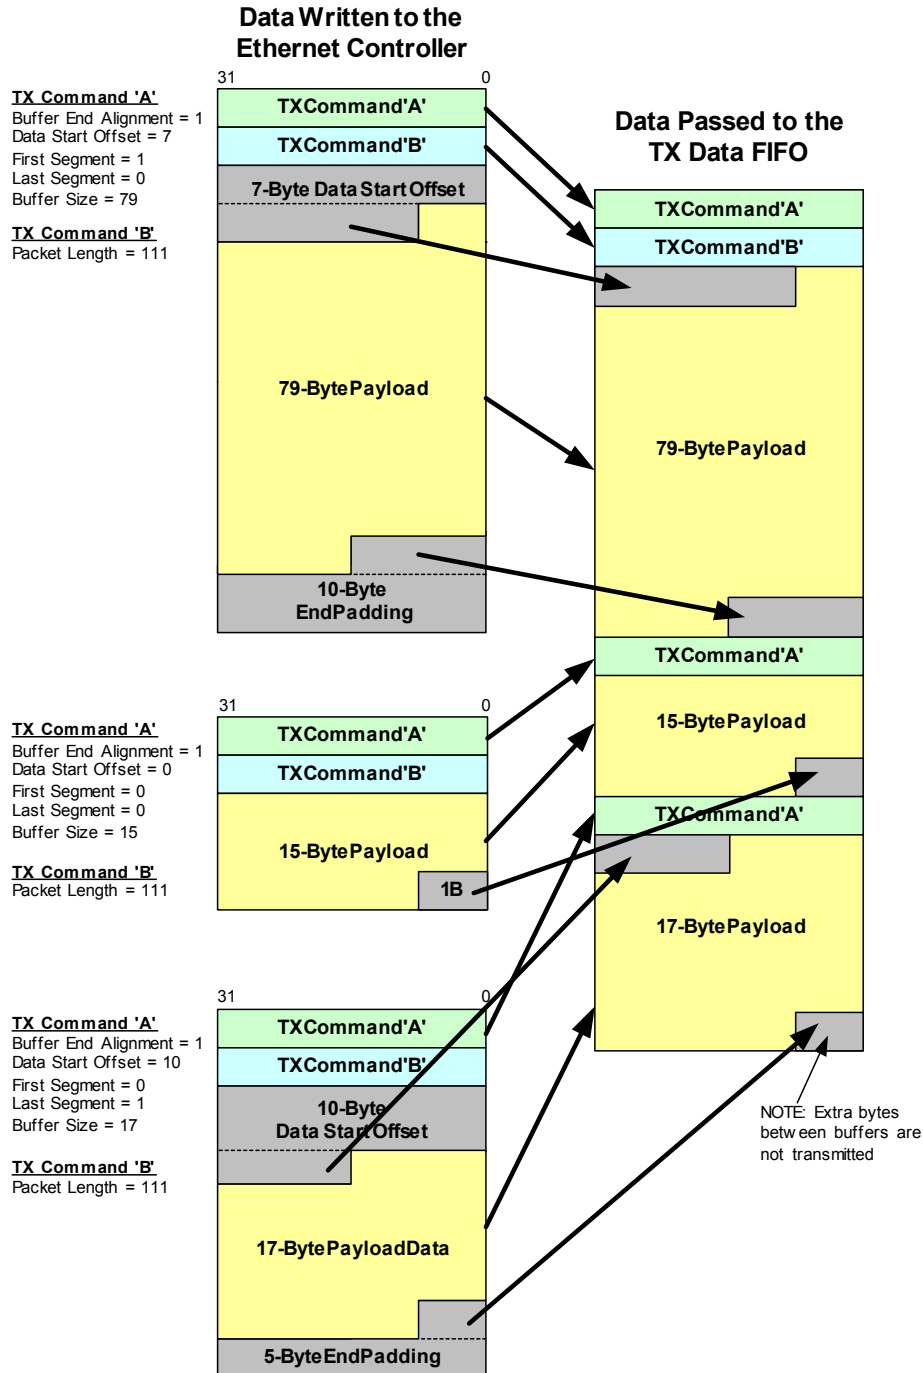 Data Written to the
Ethernet Controller
31 0
TX Command 'A'
Buffer End Alignment = 1
Data Start Offset = 7
First Segment = 1
Last Segment = 0
Buffer Size = 79
TX Command 'B'
Packet Length = 111
TXCommand'A'
TXCommand'B'
7-Byte Data Start Offset
79-BytePayload
10-Byte
EndPadding
Data Passed to the
TX Data FIFO
TXCommand'A'
TXCommand'B'
79-BytePayload
TXCommand'A'
15-BytePayload
TXCommand'A'
17-BytePayload
NOTE: Extra bytes
between buffers are
not transmitted
31
TX Command 'A'
Buffer End Alignment = 1
Data Start Offset = 0
First Segment = 0
Last Segment = 0
Buffer Size = 15
TX Command 'B'
Packet Length = 111
0
TXCommand'A'
TXCommand'B'
15-BytePayload
1B
31 0
TX Command 'A'
Buffer End Alignment = 1
Data Start Offset = 10
First Segment = 0
Last Segment = 1
Buffer Size = 17
TX Command 'B'
Packet Length = 111
TXCommand'A'
TXCommand'B'
10-Byte
Data StartOffset
17-BytePayloadData
5-ByteEndPadding